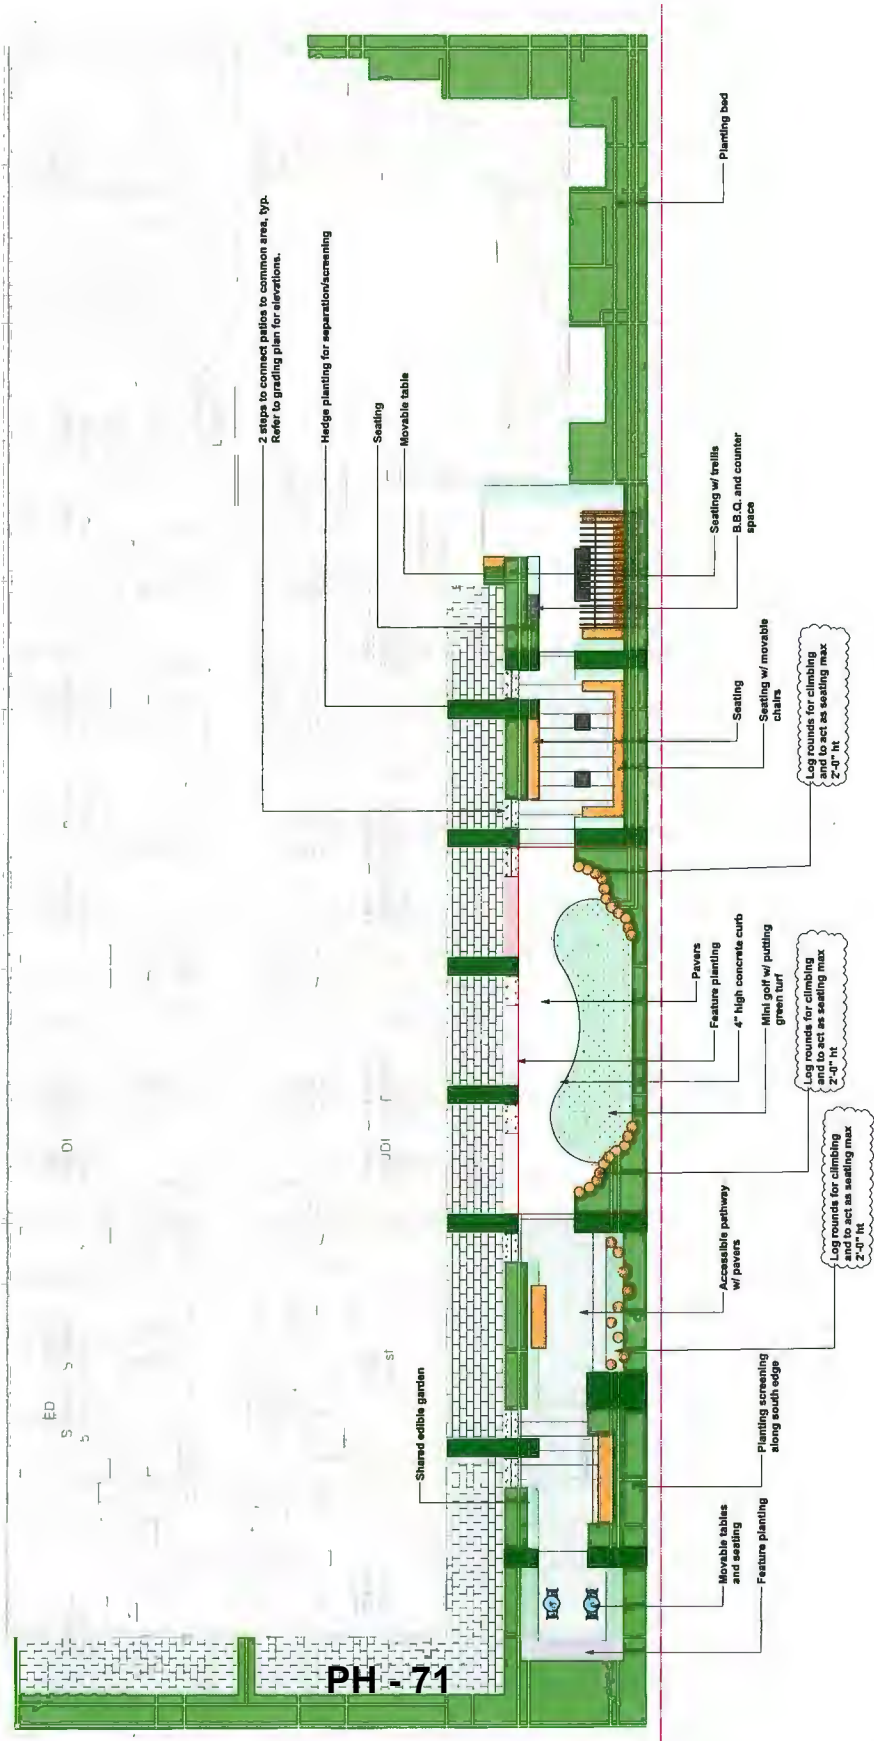 2 steps to connect patios to common area, typ.
Refer to grading plan for elevations.
Hedge planting for separation/screening
Seating
Movable table
Shared edible garden
Planting bed
Seating w/ trellis
B.B.Q. and counter
space
Seating
Seating w/ movable
chairs
Log rounds for climbing
and to act as seating max
2'-0" ht
Pavers
Feature planting
4" high concrete curb
Mini golf w/ putting
green turf
Log rounds for climbing
and to act as seating max
2'-0" ht
Accessible pathway
w/ pavers
Log rounds for climbing
and to act as seating max
2'-0" ht
Planting screening
along south edge
Movable tables
and seating
Feature planting
PH - 71